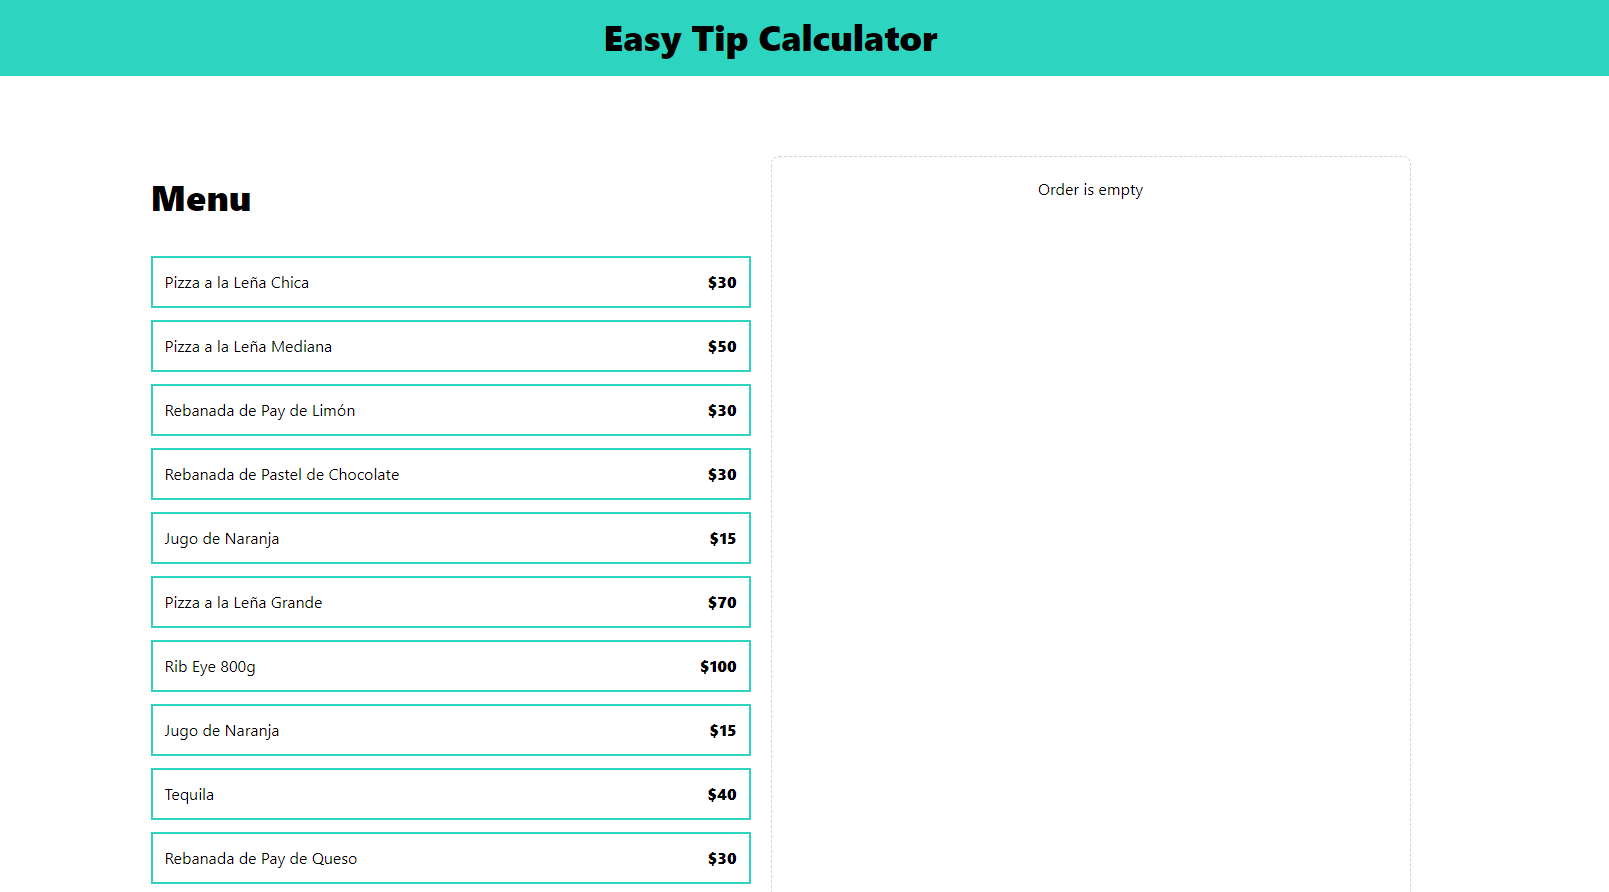 Easy Tip Calculator
Menu
Pizza a la Leña Chica $30
Pizza a la Leña Mediana $50
Rebanada de Pay de Limón $30
Rebanada de Pastel de Chocolate $30
Jugo de Naranja $15
Pizza a la Leña Grande $70
Rib Eye 800g $100
Jugo de Naranja $15
Tequila $40
Rebanada de Pay de Queso $30
Order is empty